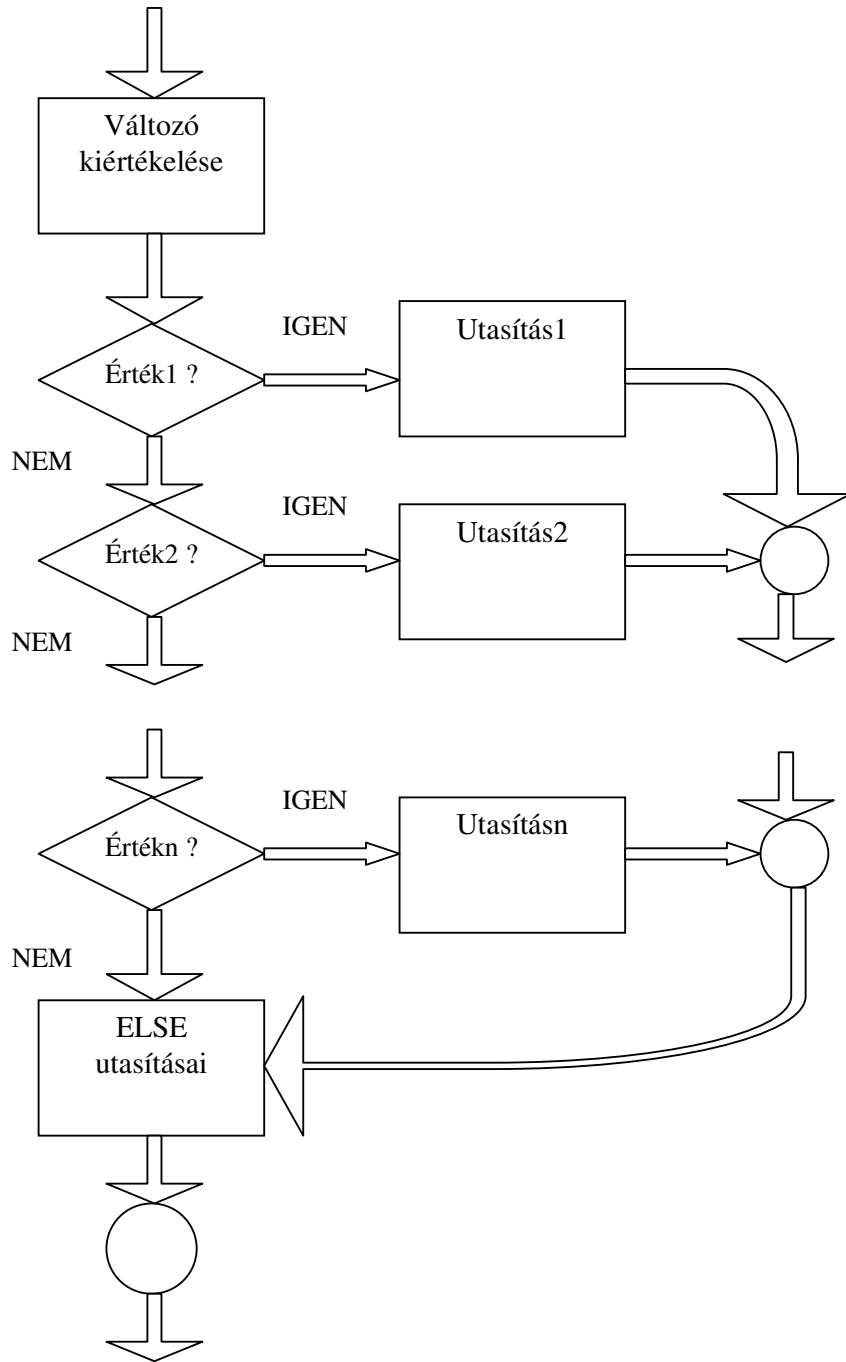 Változó
kiértékelése
IGEN
Utasítás1
Érték1 ?
NEM
IGEN
Utasítás2
Érték2 ?
NEM
IGEN
Utasításn
Értékn ?
NEM
ELSE
utasításai